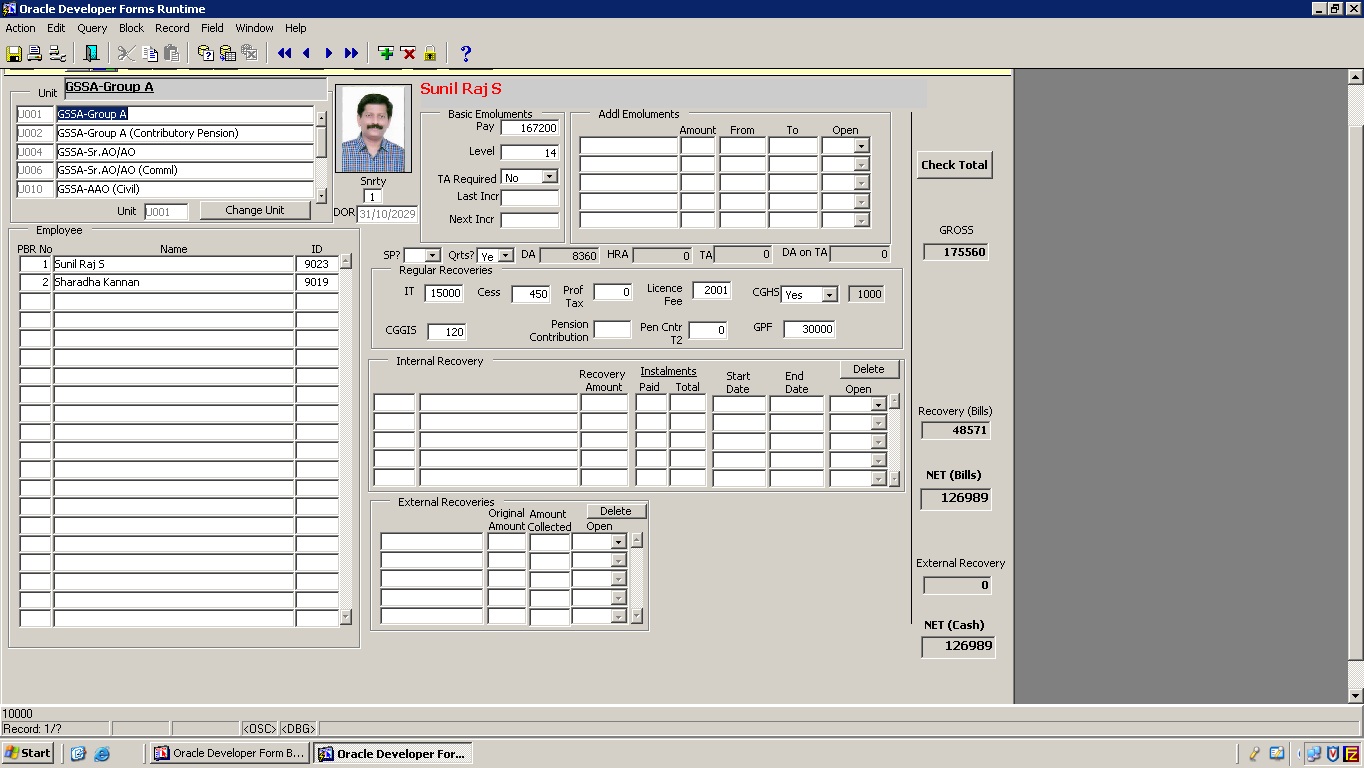 Oracle Developer Forms Runtime
Action Edit Query Block Record Field Window Help
Unit GSSA-Group A
U001 GSSA-Group A
U002 GSSA-Group A (Contributory Pension)
U004 GSSA-Sr.AO/AO
U006 GSSA-Sr.AO/AO (Comml)
U010 GSSA-AAO (Civil)
Unit U001 Change Unit
Snrty
1
DOR 31/10/2029
Sunil Raj S
Basic Emoluments
Pay 167200
Level 14
TA Required No
Last Incr
Next Incr
Addl Emoluments
Amount From To Open
Employee
PBR No Name ID
1 Sunil Raj S 9023
2 Sharadha Kannan 9019
SP? Qrts? Ye DA 8360 HRA 0 TA 0 DA on TA 0
Regular Recoveries
IT 15000 Cess 450 Prof Tax 0 Licence Fee 2001 CGHS Yes 1000
CGGIS 120 Pension Contribution Pen Cntr T2 0 GPF 30000
Internal Recovery
Recovery Amount Instalments Paid Total Start Date End Date Delete Open
External Recoveries
Original Amount Amount Collected Delete Open
Check Total
GROSS
175560
Recovery (Bills)
48571
NET (Bills)
126989
External Recovery
0
NET (Cash)
126989
10000
Record: 1/? <OSC> <DBG>
Start Oracle Developer Form B... Oracle Developer For...